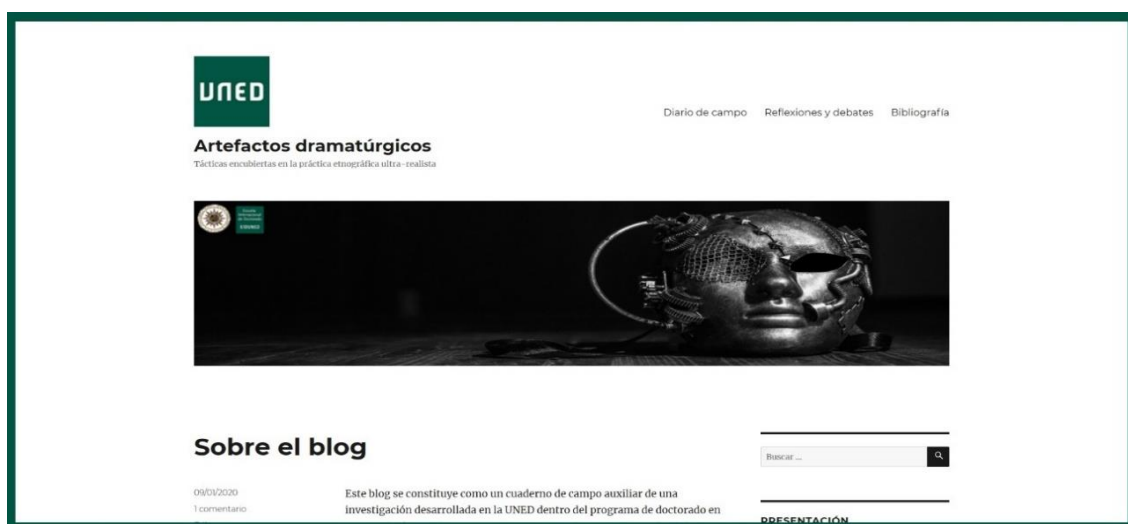 UNED
Diario de campo Reflexiones y debates Bibliografía
Artefactos dramatúrgicos
Tácticas encubiertas en la práctica etnográfica ultra-realista
Sobre el blog
Buscar ...
09/01/2020
1 comentario
Este blog se constituye como un cuaderno de campo auxiliar de una
investigación desarrollada en la UNED dentro del programa de doctorado en
PRESENTACIÓN